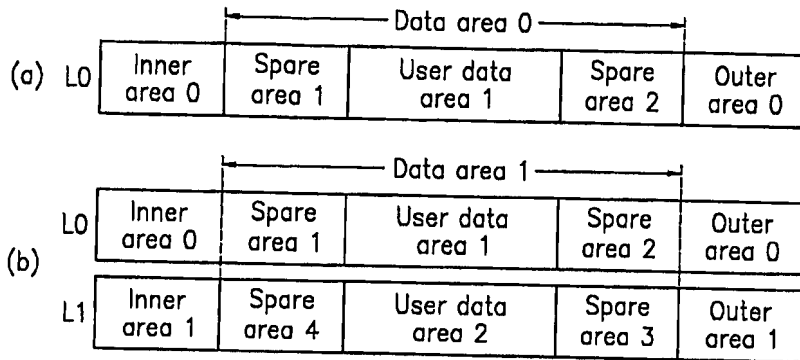 Data area 0
(a) L0 Inner area 0 Spare area 1 User data area 1 Spare area 2 Outer area 0
Data area 1
(b)
L0 Inner area 0 Spare area 1 User data area 1 Spare area 2 Outer area 0
L1 Inner area 1 Spare area 4 User data area 2 Spare area 3 Outer area 1